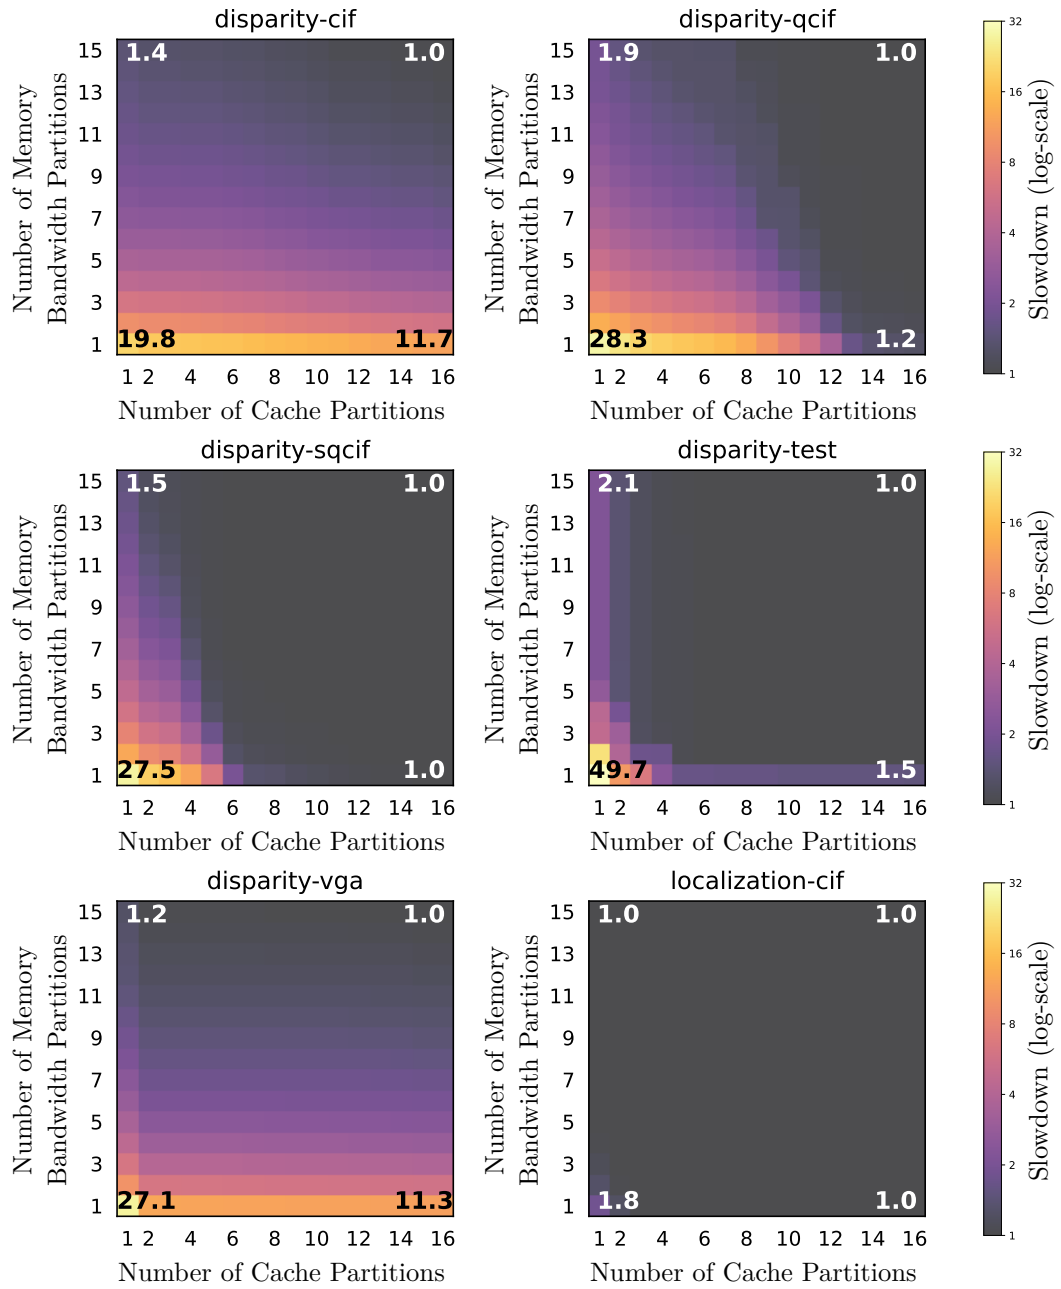 disparity-cif
disparity-qcif
Number of Memory
Bandwidth Partitions
15
13
11
9
7
5
3
1
1.4
1.0
19.8
11.7
1 2 4 6 8 10 12 14 16
Number of Cache Partitions
Number of Memory
Bandwidth Partitions
15
13
11
9
7
5
3
1
1.9
1.0
28.3
1.2
1 2 4 6 8 10 12 14 16
Number of Cache Partitions
32
16
8
4
2
1
Slowdown (log-scale)
disparity-sqcif
disparity-test
Number of Memory
Bandwidth Partitions
15
13
11
9
7
5
3
1
1.5
1.0
27.5
1.0
1 2 4 6 8 10 12 14 16
Number of Cache Partitions
Number of Memory
Bandwidth Partitions
15
13
11
9
7
5
3
1
2.1
1.0
49.7
1.5
1 2 4 6 8 10 12 14 16
Number of Cache Partitions
32
16
8
4
2
1
Slowdown (log-scale)
disparity-vga
localization-cif
Number of Memory
Bandwidth Partitions
15
13
11
9
7
5
3
1
1.2
1.0
27.1
11.3
1 2 4 6 8 10 12 14 16
Number of Cache Partitions
Number of Memory
Bandwidth Partitions
15
13
11
9
7
5
3
1
1.0
1.0
1.8
1.0
1 2 4 6 8 10 12 14 16
Number of Cache Partitions
32
16
8
4
2
1
Slowdown (log-scale)